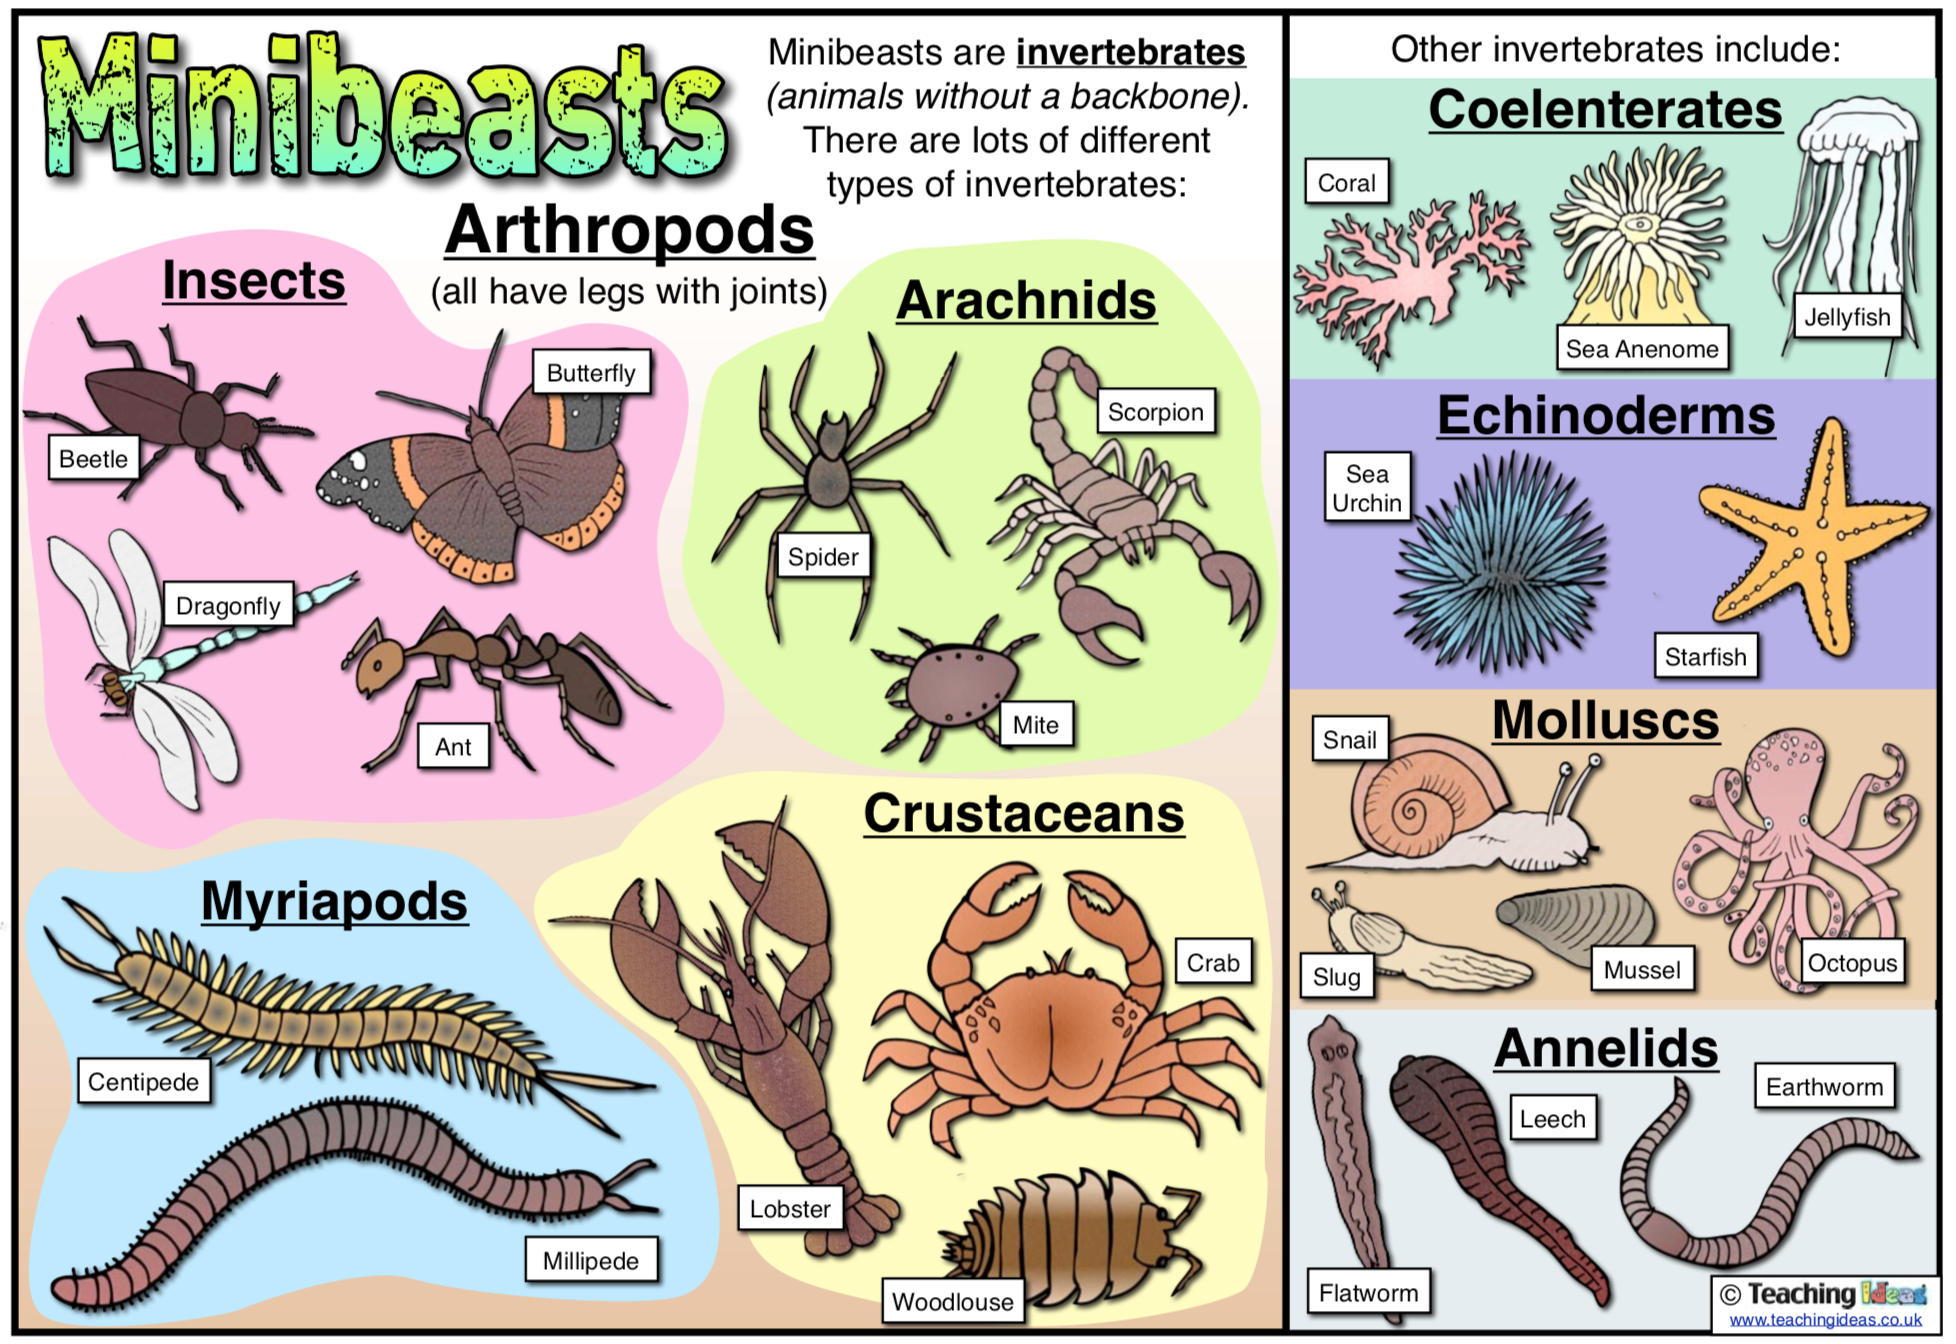 Minibeasts
Minibeasts are invertebrates
(animals without a backbone).
There are lots of different
types of invertebrates:
Arthropods
(all have legs with joints)
Insects
Beetle
Butterfly
Dragonfly
Ant
Arachnids
Spider
Scorpion
Mite
Myriapods
Centipede
Millipede
Crustaceans
Lobster
Crab
Woodlouse
Other invertebrates include:
Coelenterates
Coral
Sea Anenome
Jellyfish
Echinoderms
Sea
Urchin
Starfish
Molluscs
Snail
Slug
Mussel
Octopus
Annelids
Flatworm
Leech
Earthworm
© Teaching Ideas
www.teachingideas.co.uk